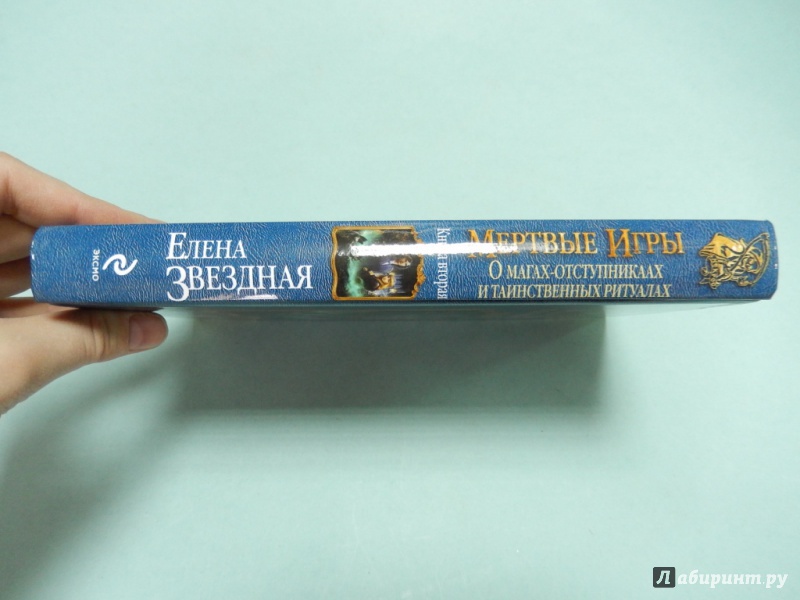 ЭКСМО
ЕЛЕНА
ЗВЕЗДНАЯ
Книга вторая
МЕРТВЫЕ ИГРЫ
О МАГАХ-ОТСТУПНИКААХ
И ТАИНСТВЕННЫХ РИТУАЛАХ
Лабиринт.ру